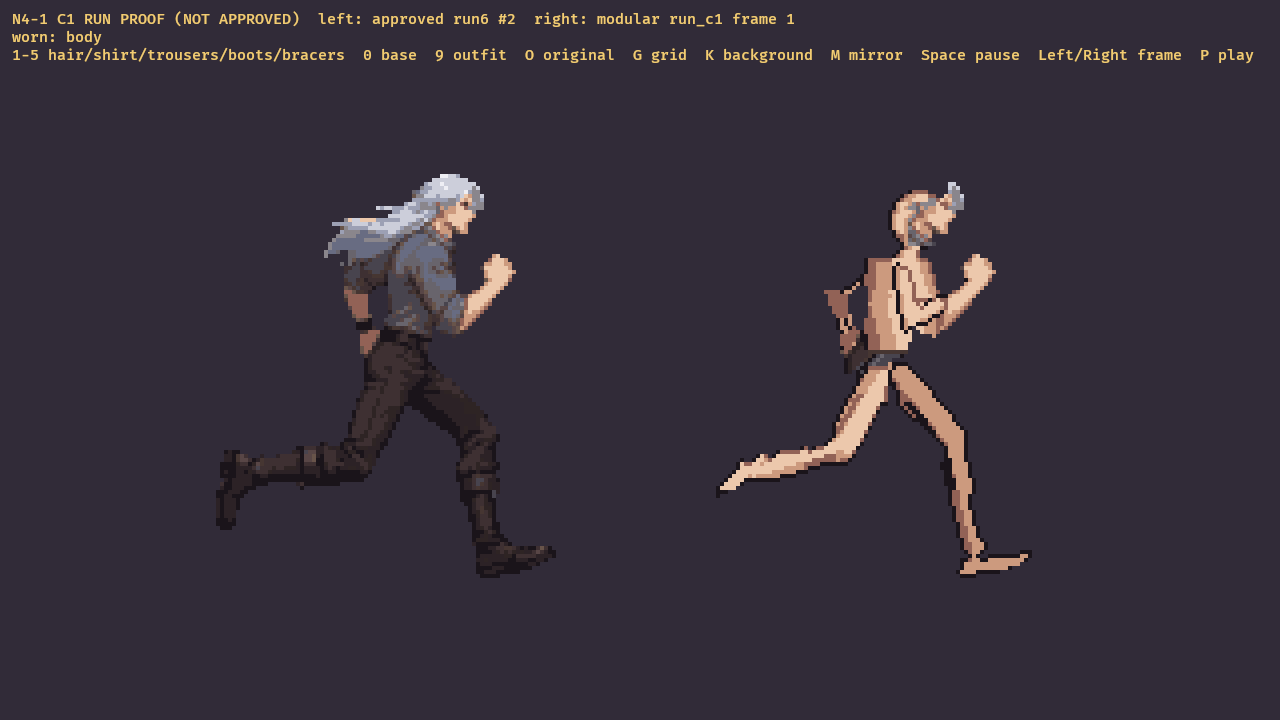 N4-1 C1 RUN PROOF (NOT APPROVED)  left: approved run6 #2  right: modular run_c1 frame 1
worn: body
1-5 hair/shirt/trousers/boots/bracers  0 base  9 outfit  O original  G grid  K background  M mirror  Space pause  Left/Right frame  P play